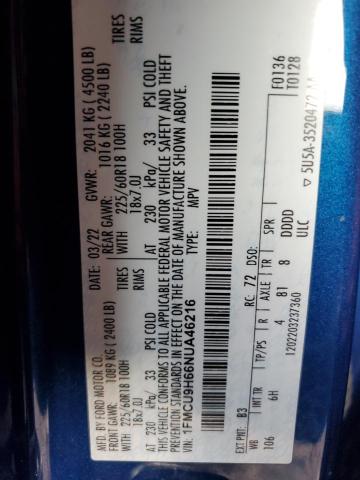 MFD. BY FORD MOTOR CO.
DATE: 03/22 GVWR: 2041 KG ( 4500 LB)
FRONT GAWR: 1089 KG ( 2400 LB) REAR GAWR: 1016 KG ( 2240 LB)
225/60R18 100H TIRES WITH 225/60R18 100H TIRES
18x7.0J RIMS WITH 18x7.0J RIMS
AT 230 kPa/ 33 PSI COLD AT 230 kPa/ 33 PSI COLD
THIS VEHICLE CONFORMS TO ALL APPLICABLE FEDERAL MOTOR VEHICLE SAFETY AND THEFT
PREVENTION STANDARDS IN EFFECT ON THE DATE OF MANUFACTURE SHOWN ABOVE.
VIN: 1FMCU9H66NUA46216 TYPE: MPV
F0136
T0128
EXT PNT: B3 RC: 72 DSO:
WB INT TR TP/PS R AXLE TR SPR
106 6H 4 B1 8 DDDD
ULC
1202203237360 5U5A-3520472-AA